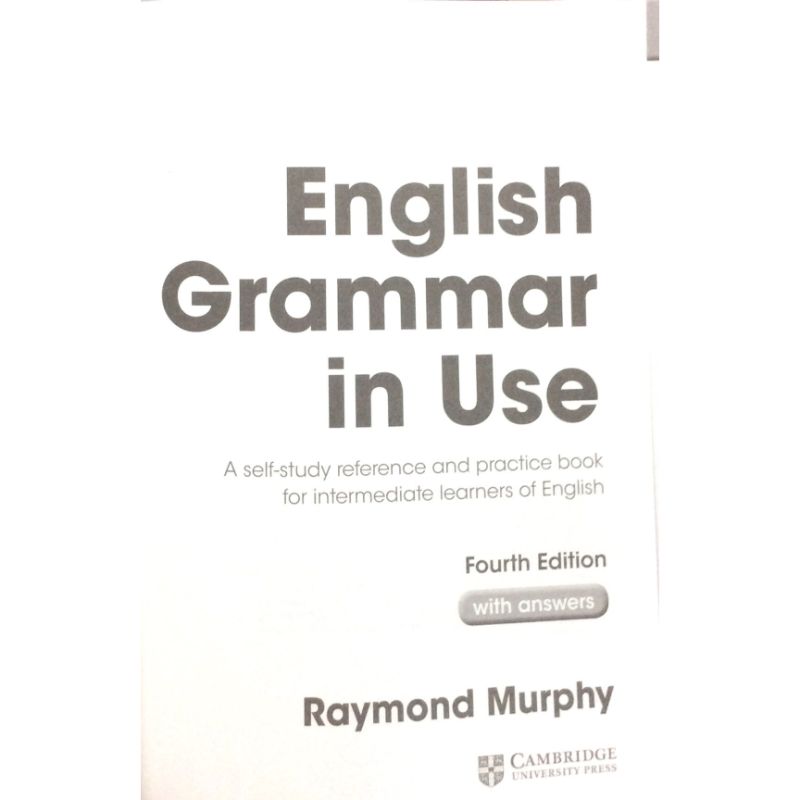 English
Grammar
in Use
A self-study reference and practice book
for intermediate learners of English
Fourth Edition
with answers
Raymond Murphy
CAMBRIDGE
UNIVERSITY PRESS